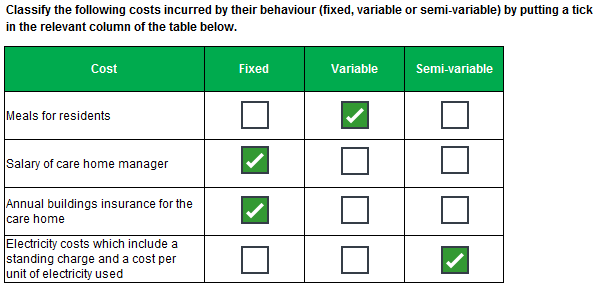 Classify the following costs incurred by their behaviour (fixed, variable or semi-variable) by putting a tick
in the relevant column of the table below.
Cost Fixed Variable Semi-variable
Meals for residents
Salary of care home manager
Annual buildings insurance for the
care home
Electricity costs which include a
standing charge and a cost per
unit of electricity used